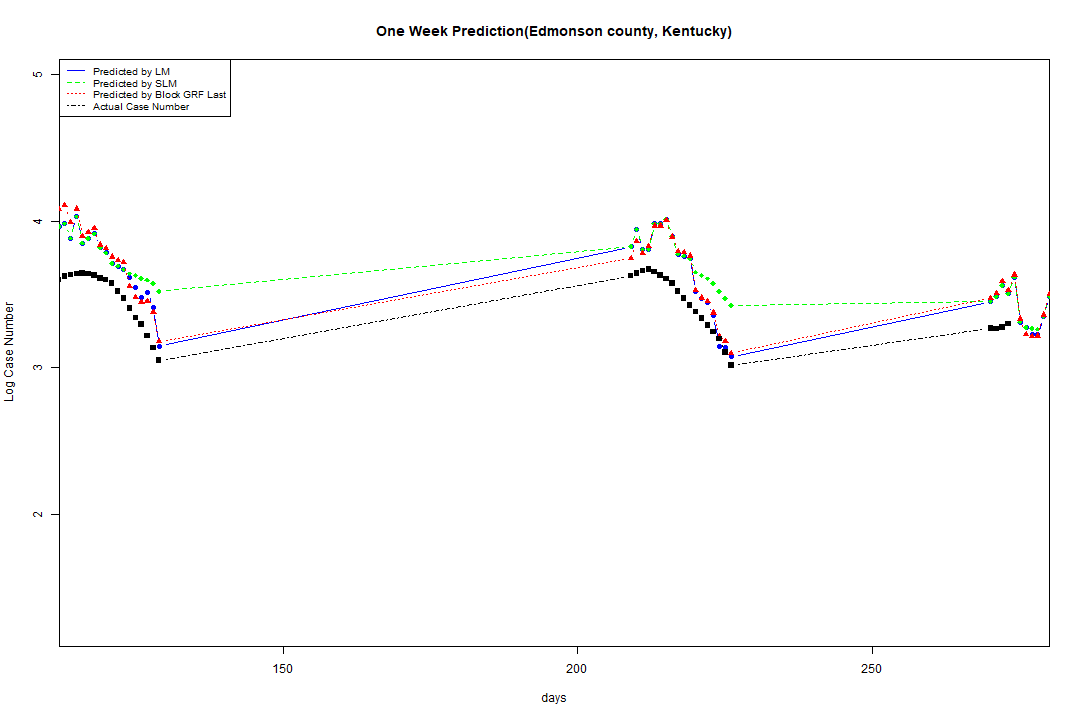 One Week Prediction(Edmonson county, Kentucky)
Predicted by LM
Predicted by SLM
Predicted by Block GRF Last
Actual Case Number
5
4
3
2
Log Case Number
150
200
250
days